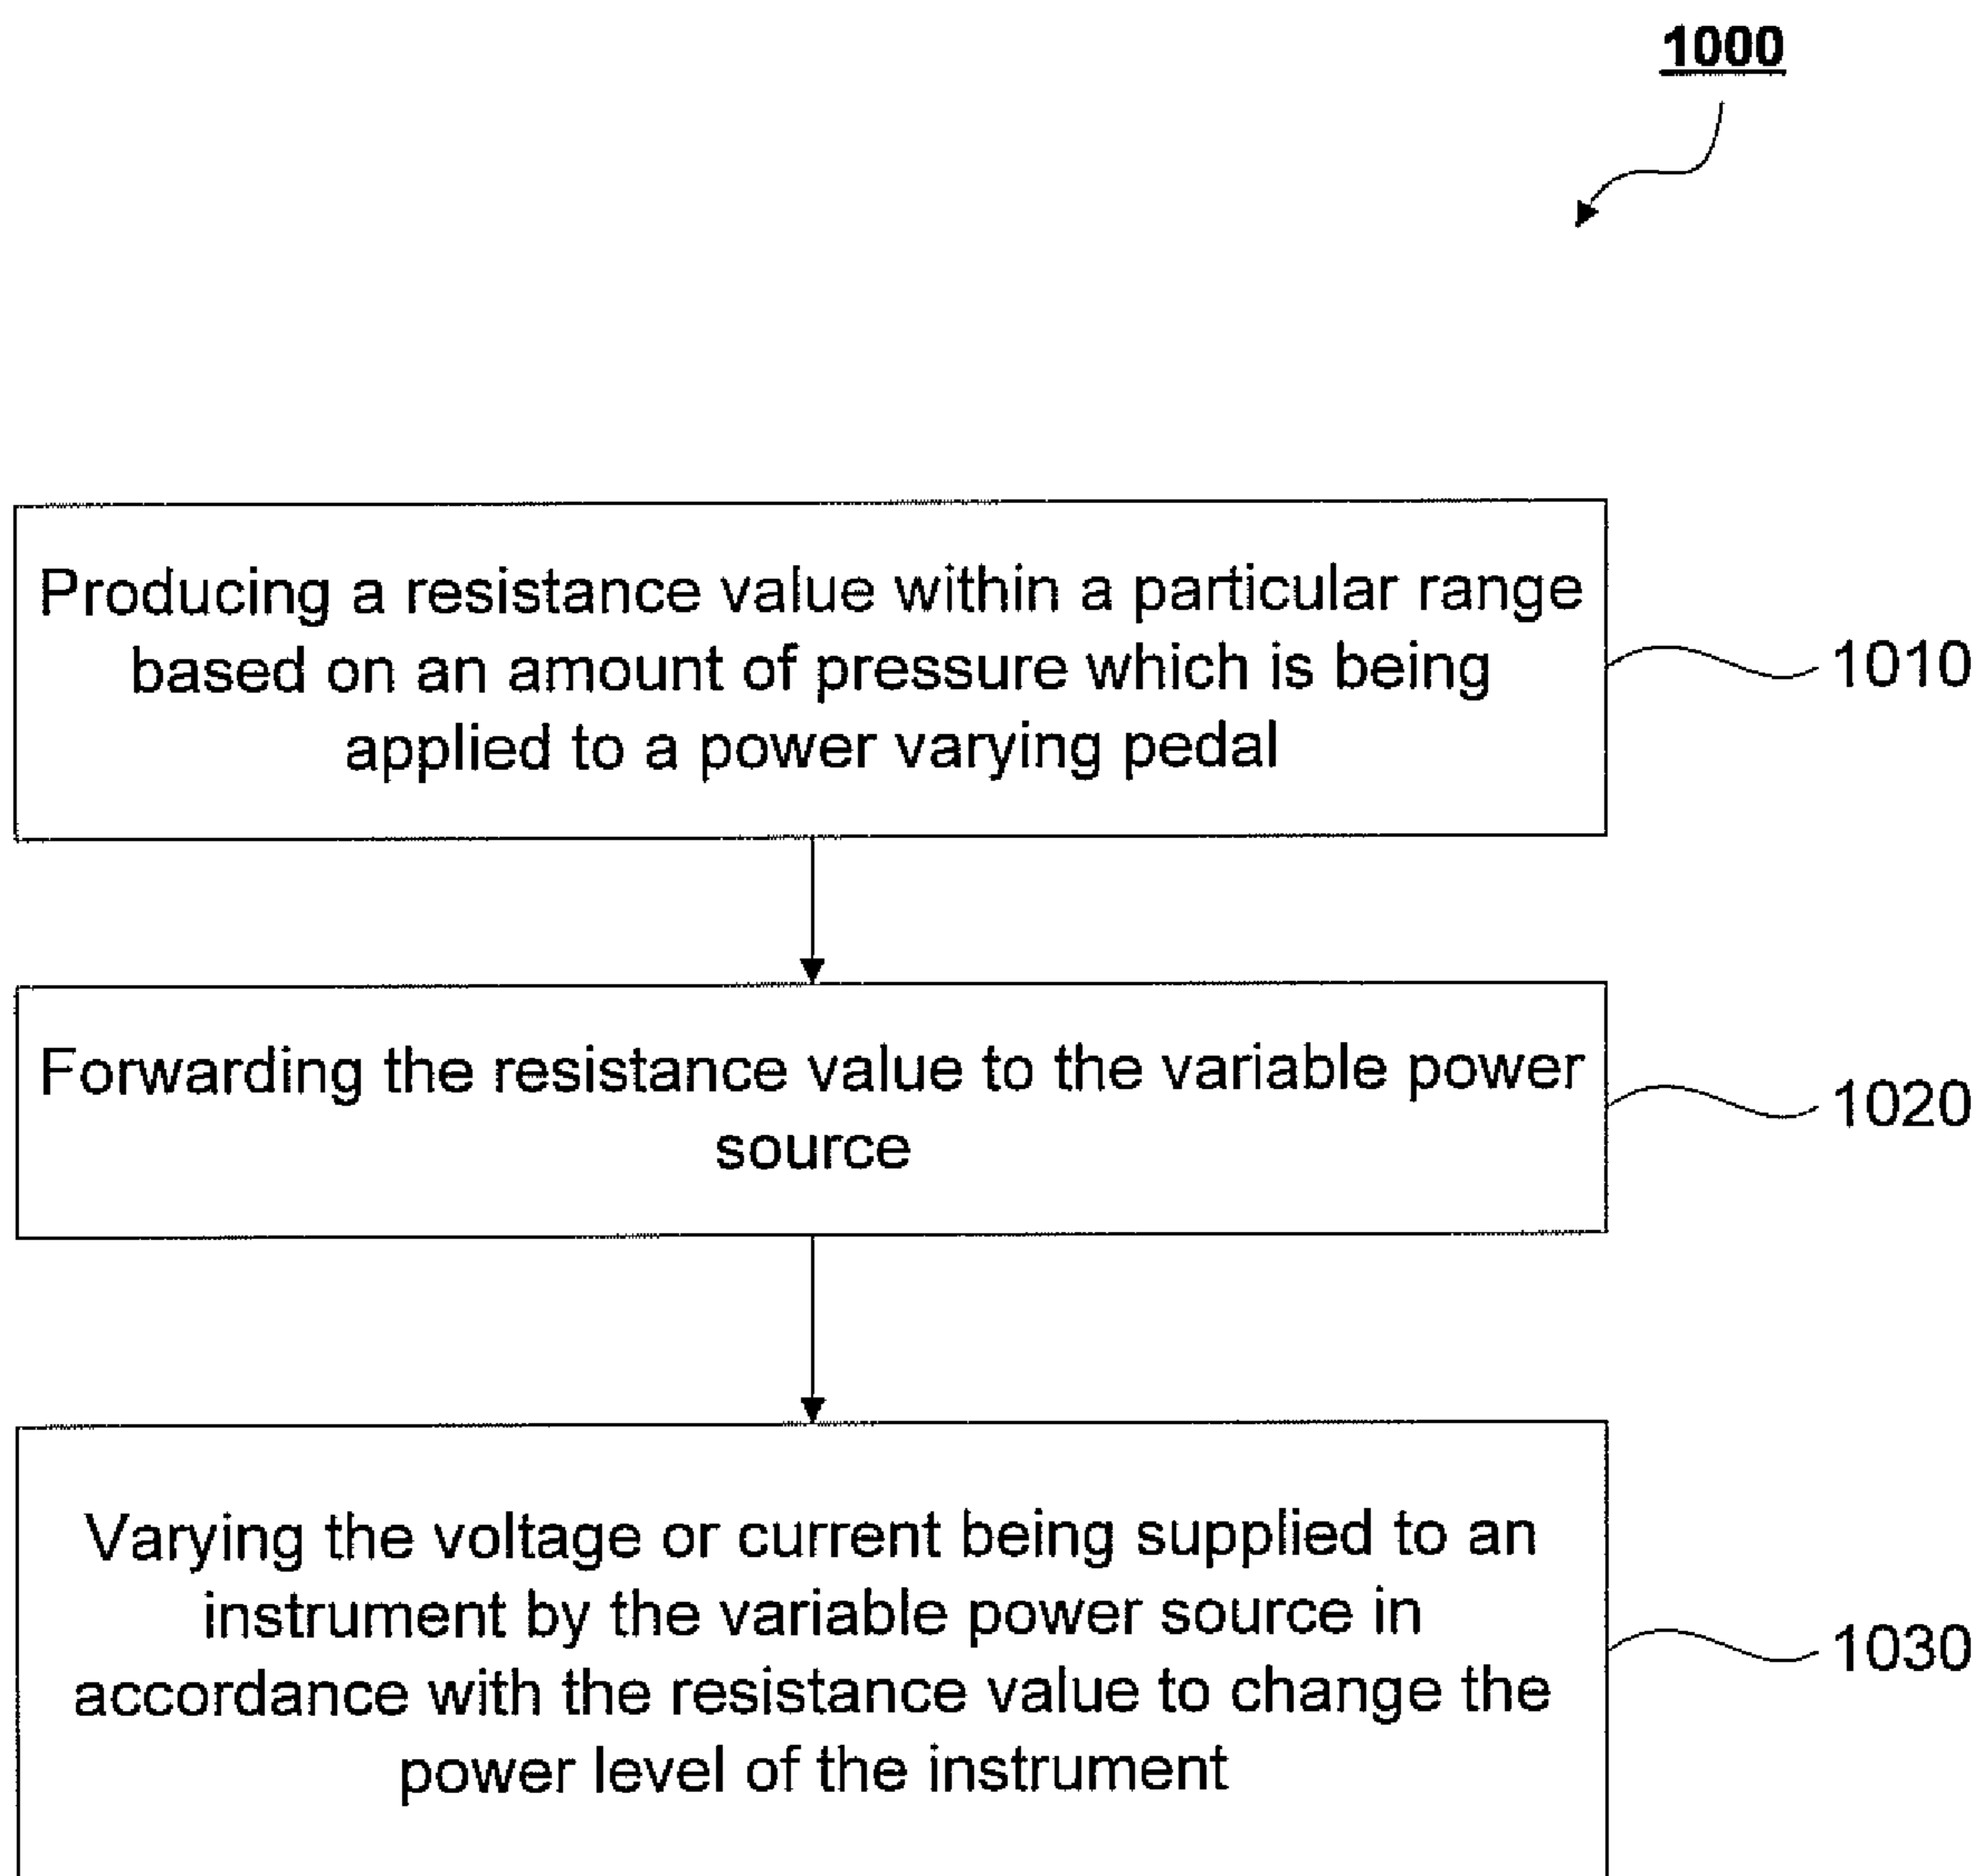 1000
Producing a resistance value within a particular range
based on an amount of pressure which is being
applied to a power varying pedal
1010
Forwarding the resistance value to the variable power
source
1020
Varying the voltage or current being supplied to an
instrument by the variable power source in
accordance with the resistance value to change the
power level of the instrument
1030